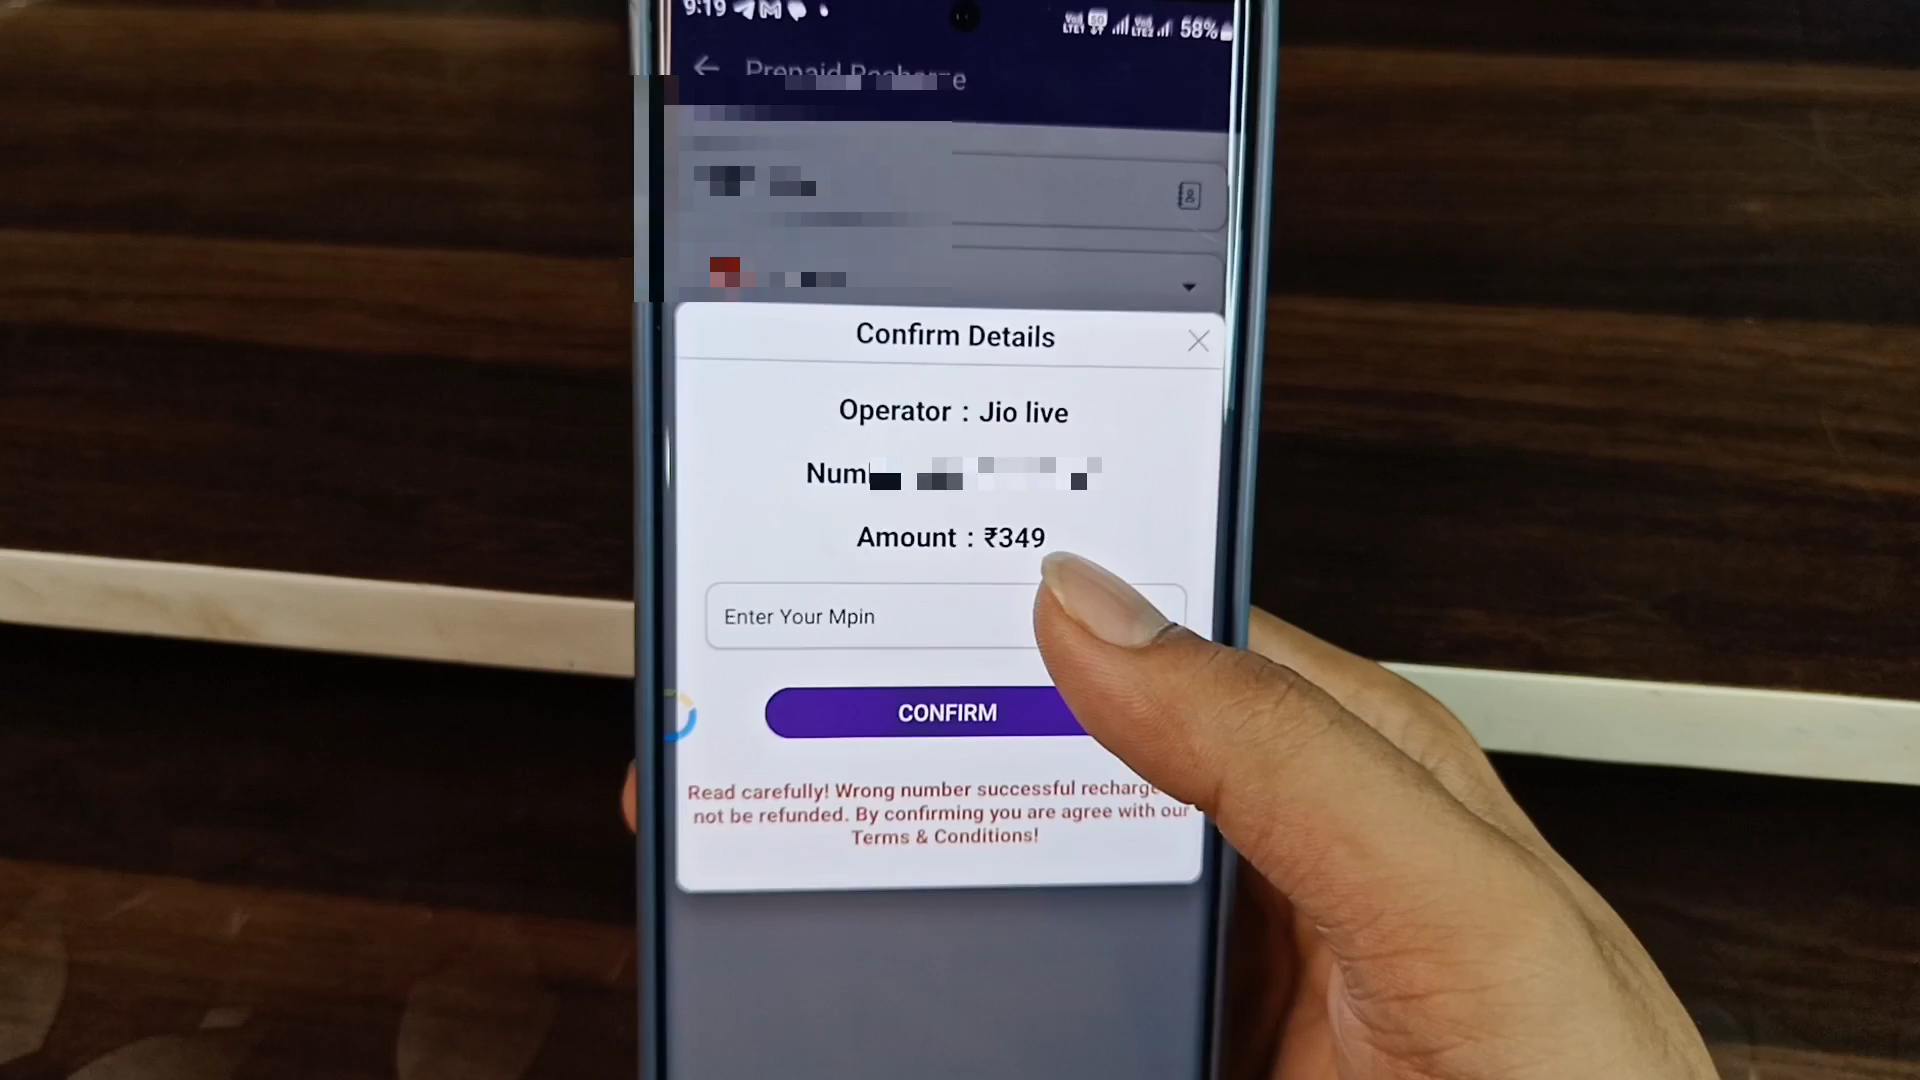 9:19 58%
Prepaid Recharge
Confirm Details
Operator : Jio live
Num
Amount : ₹349
Enter Your Mpin
CONFIRM
Read carefully! Wrong number successful recharge
not be refunded. By confirming you are agree with our
Terms & Conditions!